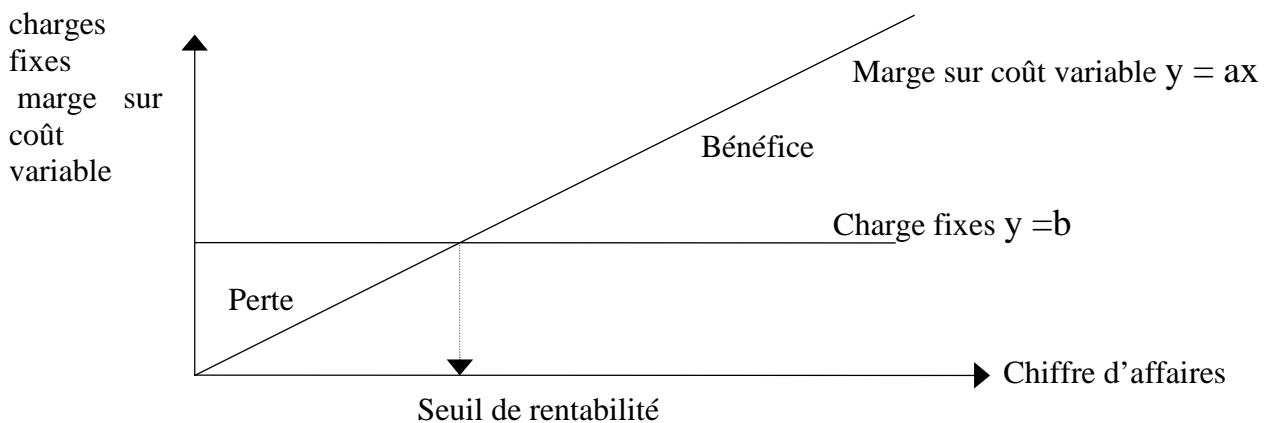 charges
fixes
marge sur
coût
variable
Marge sur coût variable y = ax
Bénéfice
Charge fixes y =b
Perte
Chiffre d’affaires
Seuil de rentabilité